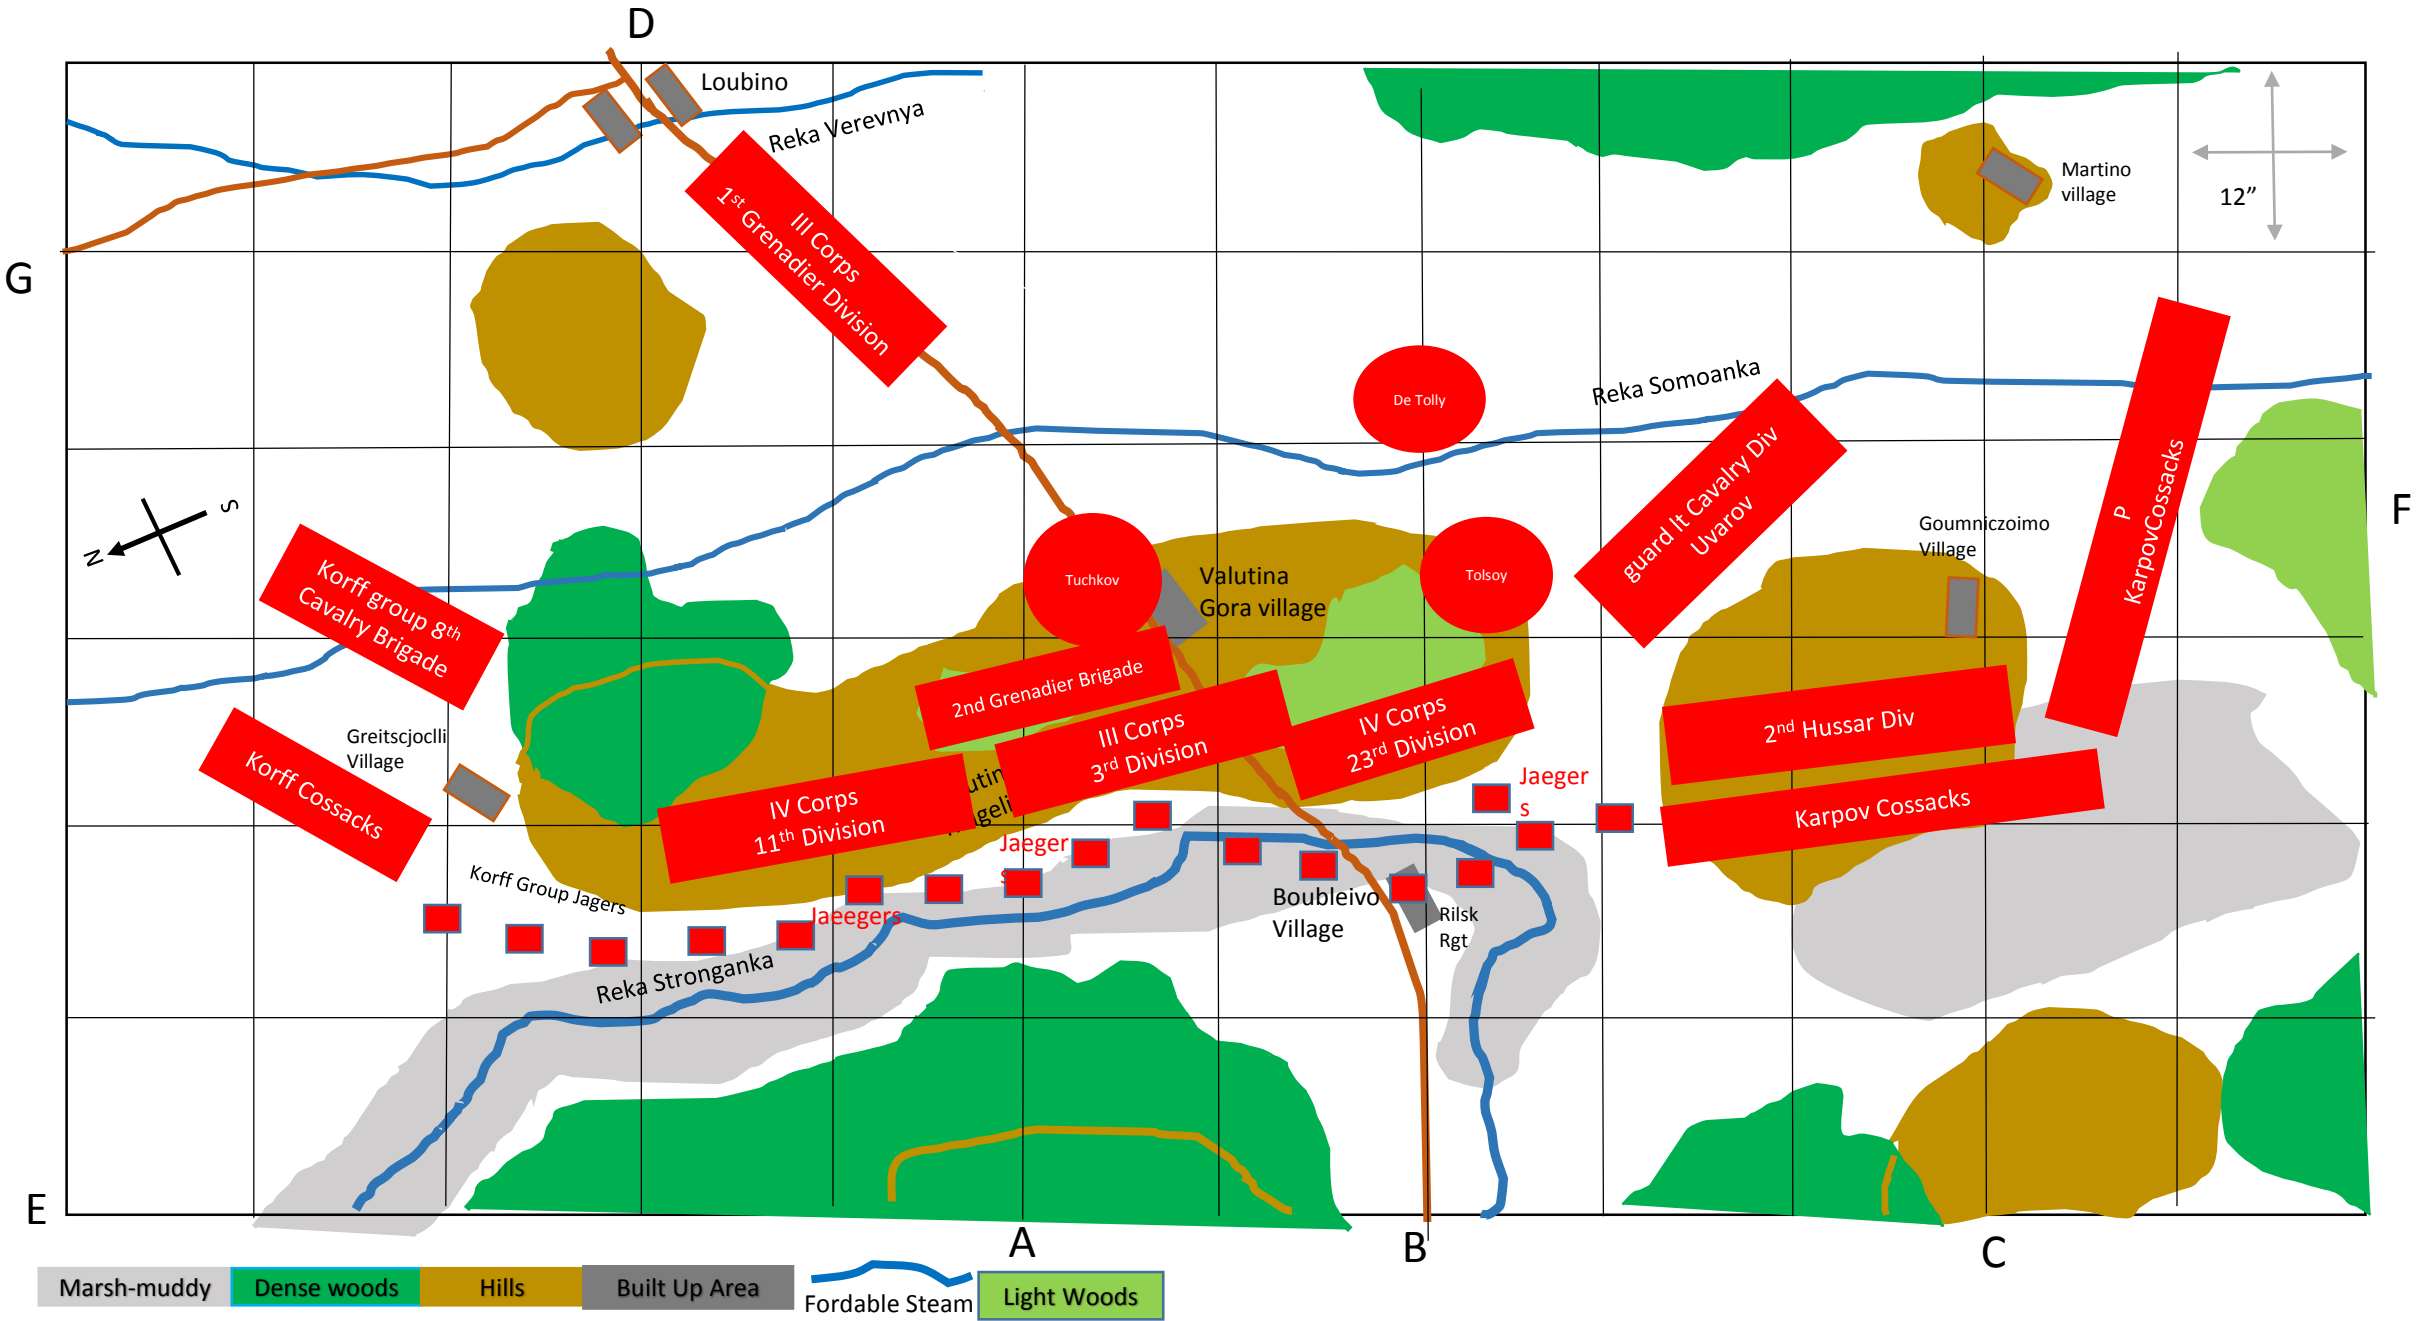 D
Loubino
Reka Verevnya
Martino
village
12”
G
III Corps
1st Grenadier Division
De Tolly
Reka Somoanka
guard lt Cavalry Div
Uvarov
P
KarpovCossacks
F
S
N
Korff group 8th
Cavalry Brigade
Tuchkov
Valutina
Gora village
Tolsoy
Goumniczoimo
Village
2nd Grenadier Brigade
III Corps
3rd Division
IV Corps
23rd Division
2nd Hussar Div
Greitscjoclli
Village
Korff Cossacks
IV Corps
11th Division
utin
geli
Jaeger
s
Karpov Cossacks
Jaeger
s
Korff Group Jagers
Jaeegers
Boubleivo
Village
Rilsk
Rgt
Reka Stronganka
E
A
B
C
Marsh-muddy
Dense woods
Hills
Built Up Area
Fordable Steam
Light Woods